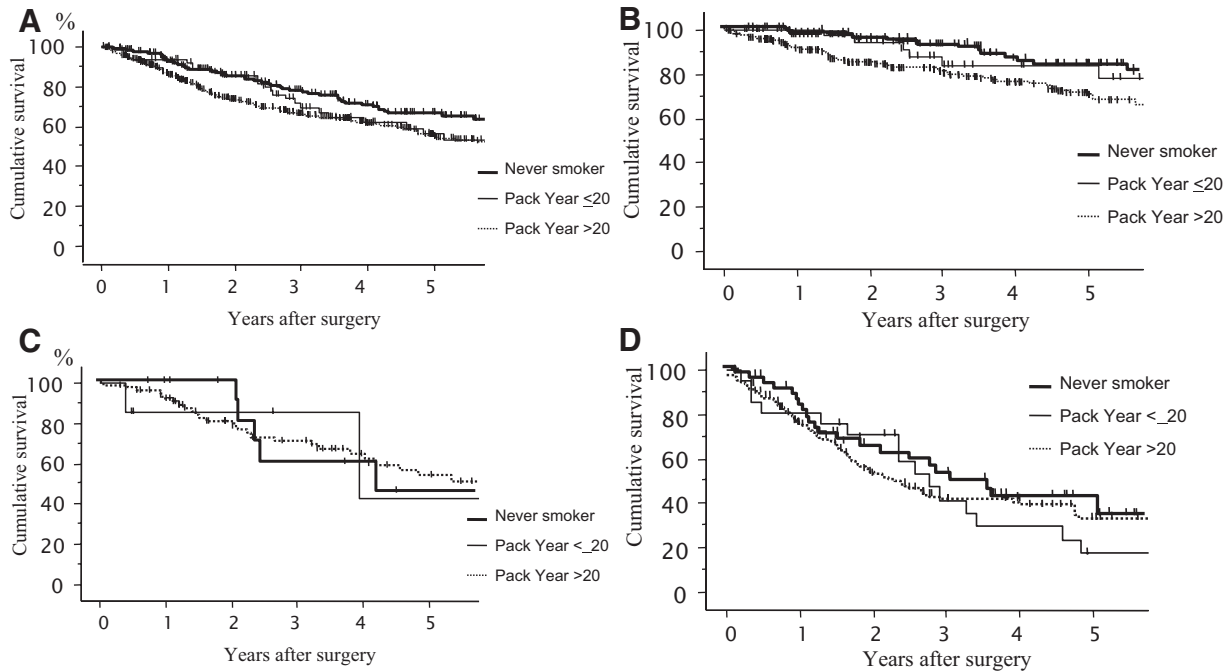 A %
Cumulative survival
100
80
60
40
20
0
Never smoker
Pack Year ≤20
Pack Year >20
0 1 2 3 4 5
Years after surgery
B
Cumulative survival
100
80
60
40
20
0
Never smoker
Pack Year ≤20
Pack Year >20
0 1 2 3 4 5
Years after surgery
C %
Cumulative survival
100
80
60
40
20
0
Never smoker
Pack Year <_20
Pack Year >20
0 1 2 3 4 5
Years after surgery
D
Cumulative survival
100
80
60
40
20
0
Never smoker
Pack Year <_20
Pack Year >20
0 1 2 3 4 5
Years after surgery